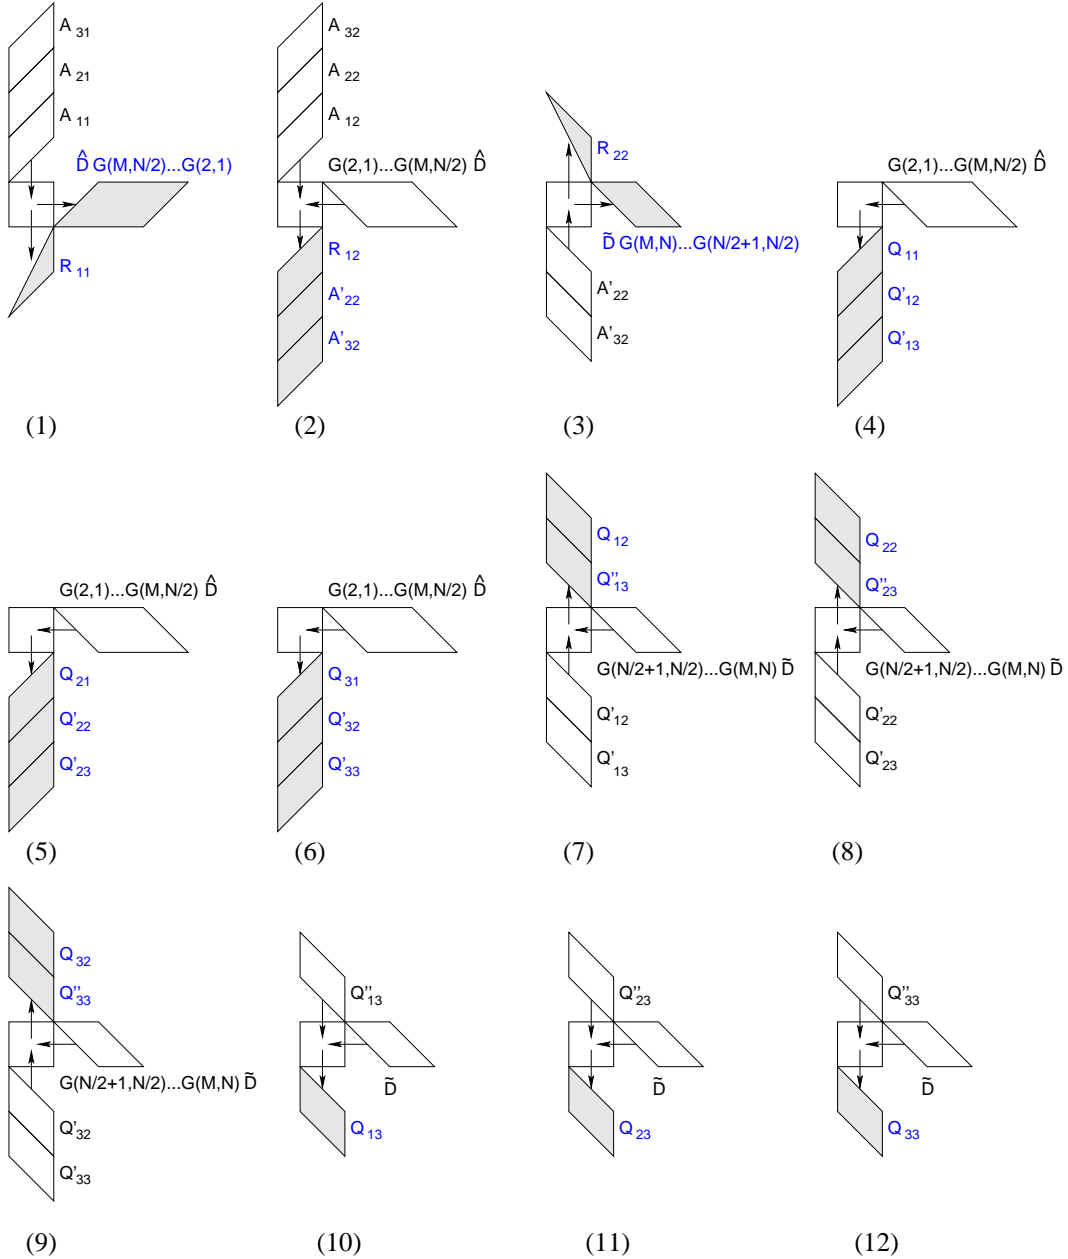 A 31
A 21
A 11
D̂ G(M,N/2)...G(2,1)
R 11
(1)
A 32
A 22
A 12
G(2,1)...G(M,N/2) D̂
R 12
A' 22
A' 32
(2)
R 22
D̃ G(M,N)...G(N/2+1,N/2)
A' 22
A' 32
(3)
G(2,1)...G(M,N/2) D̂
Q 11
Q' 12
Q' 13
(4)
G(2,1)...G(M,N/2) D̂
Q 21
Q' 22
Q' 23
(5)
G(2,1)...G(M,N/2) D̂
Q 31
Q' 32
Q' 33
(6)
Q 12
Q'' 13
G(N/2+1,N/2)...G(M,N) D̃
Q' 12
Q' 13
(7)
Q 22
Q'' 23
G(N/2+1,N/2)...G(M,N) D̃
Q' 22
Q' 23
(8)
Q 32
Q'' 33
G(N/2+1,N/2)...G(M,N) D̃
Q' 32
Q' 33
(9)
Q'' 13
D̃
Q 13
(10)
Q'' 23
D̃
Q 23
(11)
Q'' 33
D̃
Q 33
(12)